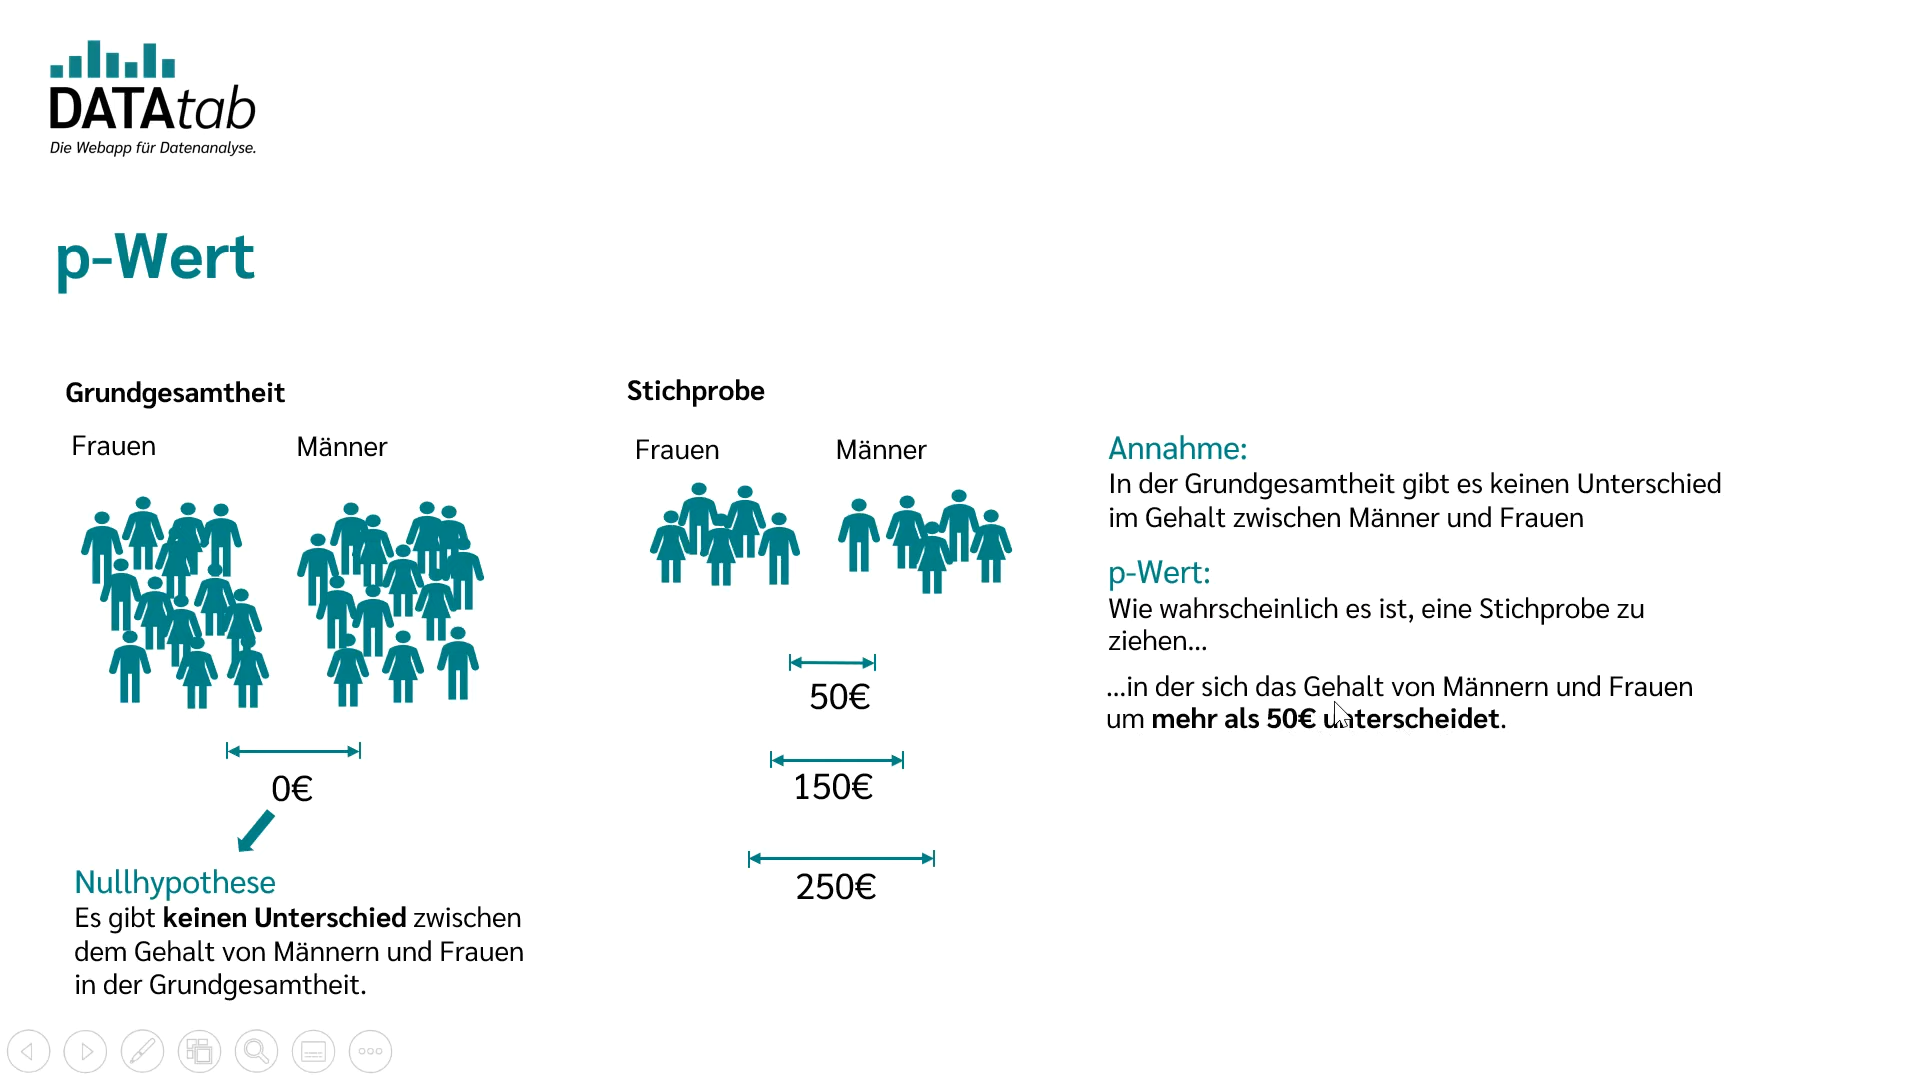 DATAtab
Die Webapp für Datenanalyse.
p-Wert
Grundgesamtheit
Frauen
Männer
0€
Nullhypothese
Es gibt keinen Unterschied zwischen
dem Gehalt von Männern und Frauen
in der Grundgesamtheit.
Stichprobe
Frauen
Männer
50€
150€
250€
Annahme:
In der Grundgesamtheit gibt es keinen Unterschied
im Gehalt zwischen Männer und Frauen
p-Wert:
Wie wahrscheinlich es ist, eine Stichprobe zu
ziehen...
...in der sich das Gehalt von Männern und Frauen
um mehr als 50€ unterscheidet.